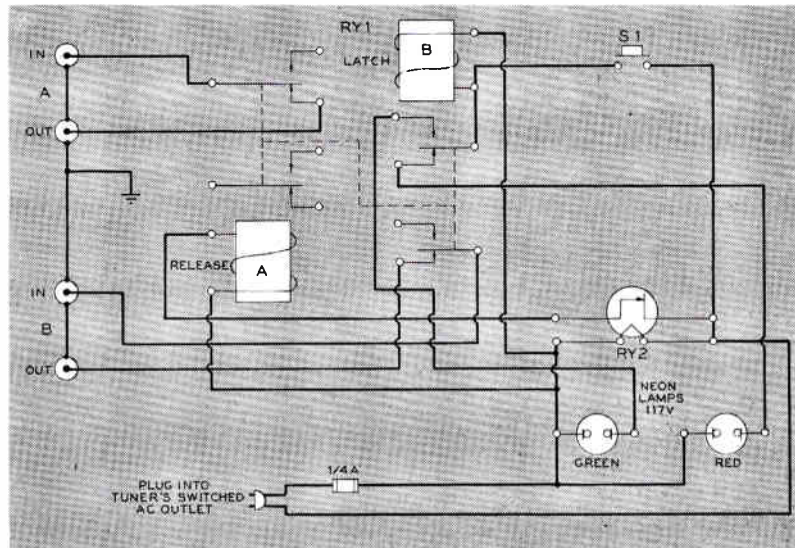 IN
A
OUT
RY1
LATCH
B
S1
RELEASE
A
IN
B
OUT
RY2
NEON
LAMPS
117V
GREEN
RED
1/4 A
PLUG INTO
TUNER'S SWITCHED
AC OUTLET